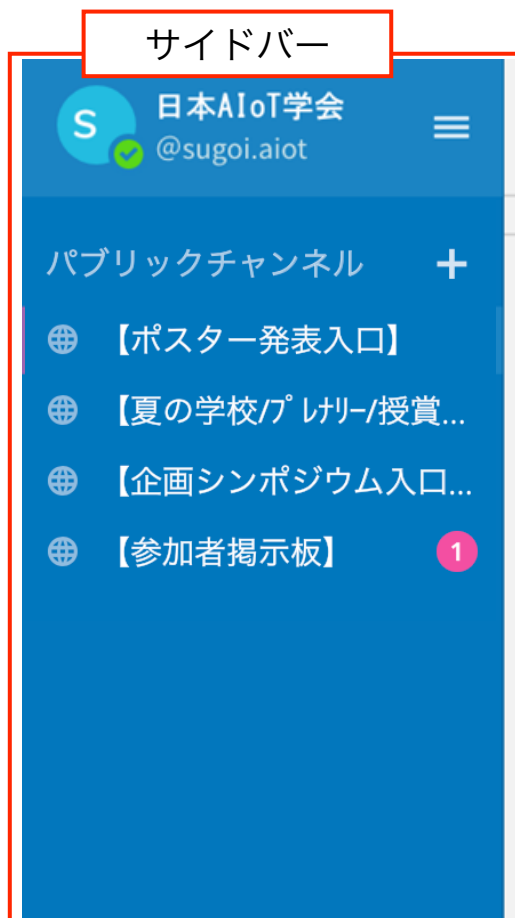 サイドバー
S
日本AIoT学会
@sugoi.aiot
パブリックチャンネル +
【ポスター発表入口】
【夏の学校/プレナリー/授賞...
【企画シンポジウム入口...
【参加者掲示板】 1